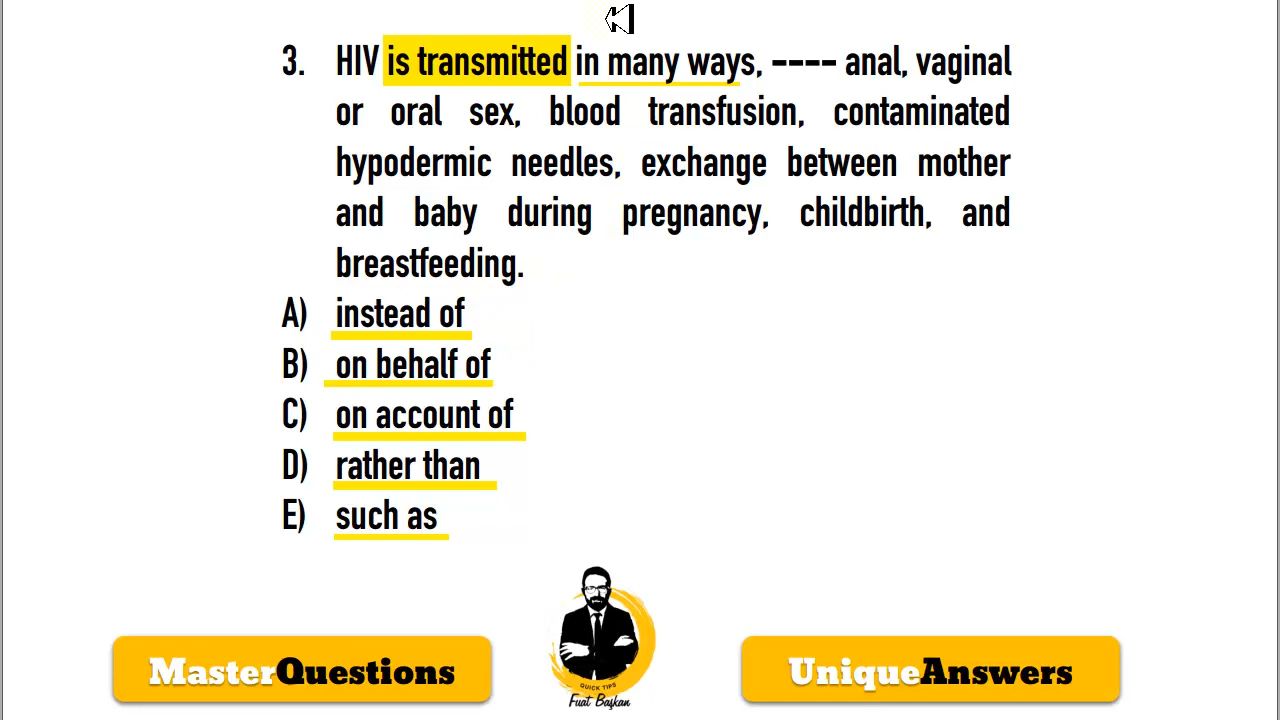 3. HIV is transmitted in many ways, ---- anal, vaginal
or oral sex, blood transfusion, contaminated
hypodermic needles, exchange between mother
and baby during pregnancy, childbirth, and
breastfeeding.
A) instead of
B) on behalf of
C) on account of
D) rather than
E) such as
QUICK TIPS
Fuat Başkan
MasterQuestions
UniqueAnswers